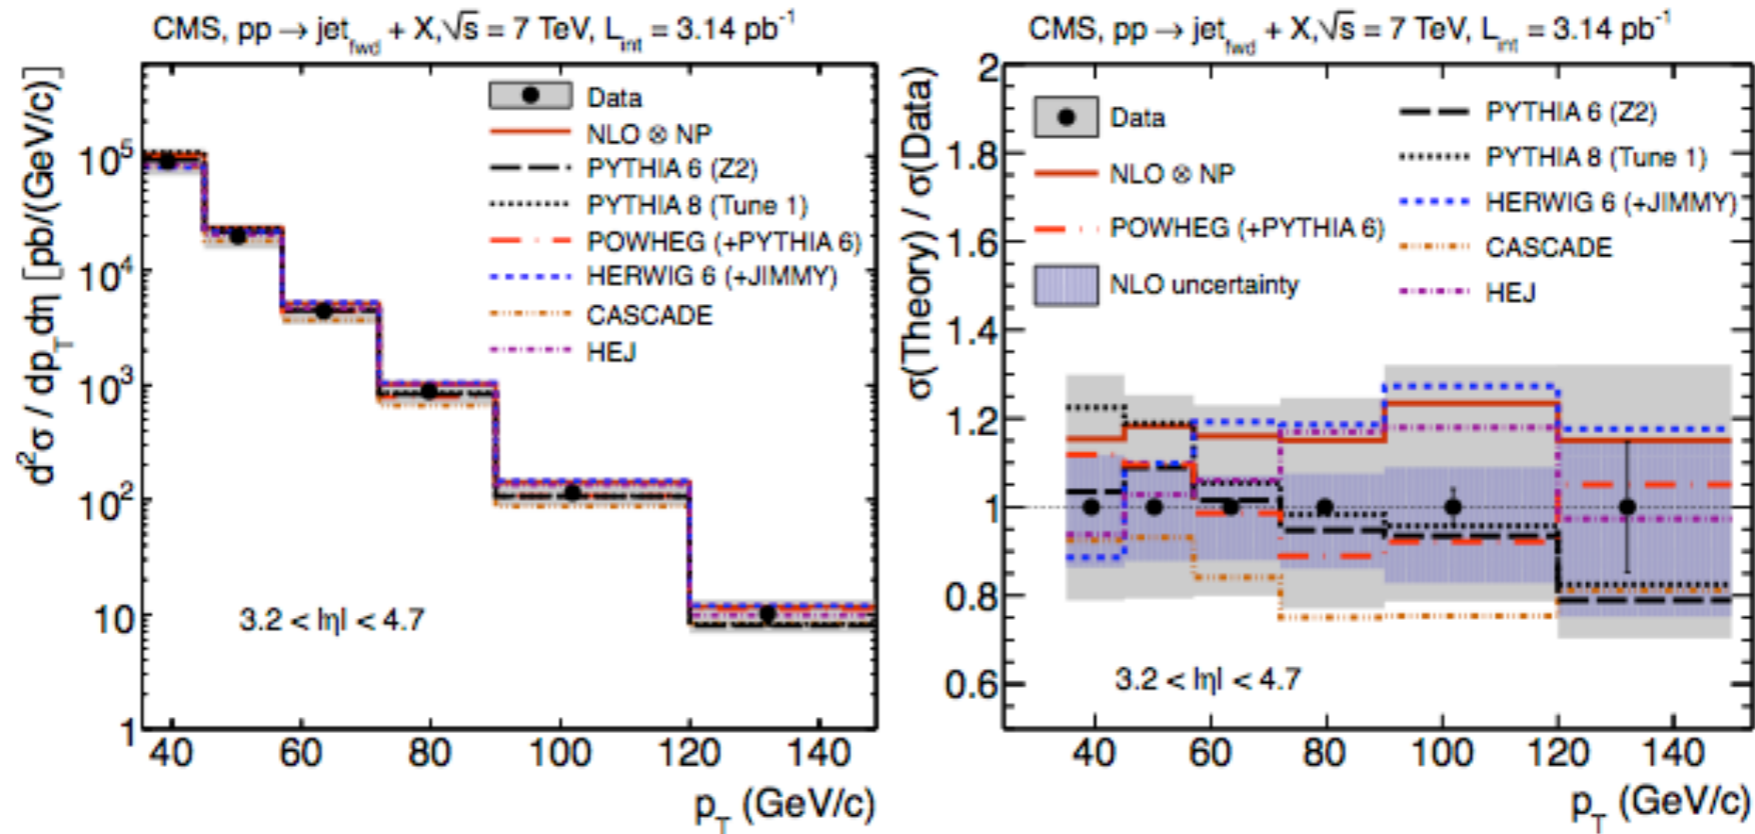 CMS, pp → jet_fwd + X,√s = 7 TeV, L_int = 3.14 pb⁻¹
d²σ / dp_T dη [pb/(GeV/c)]
Data
NLO ⊗ NP
PYTHIA 6 (Z2)
PYTHIA 8 (Tune 1)
POWHEG (+PYTHIA 6)
HERWIG 6 (+JIMMY)
CASCADE
HEJ
10⁵
10⁴
10³
10²
10
1
3.2 < |η| < 4.7
40 60 80 100 120 140
p_T (GeV/c)
CMS, pp → jet_fwd + X,√s = 7 TeV, L_int = 3.14 pb⁻¹
σ(Theory) / σ(Data)
Data
NLO ⊗ NP
POWHEG (+PYTHIA 6)
NLO uncertainty
PYTHIA 6 (Z2)
PYTHIA 8 (Tune 1)
HERWIG 6 (+JIMMY)
CASCADE
HEJ
2
1.8
1.6
1.4
1.2
1
0.8
0.6
3.2 < |η| < 4.7
40 60 80 100 120 140
p_T (GeV/c)